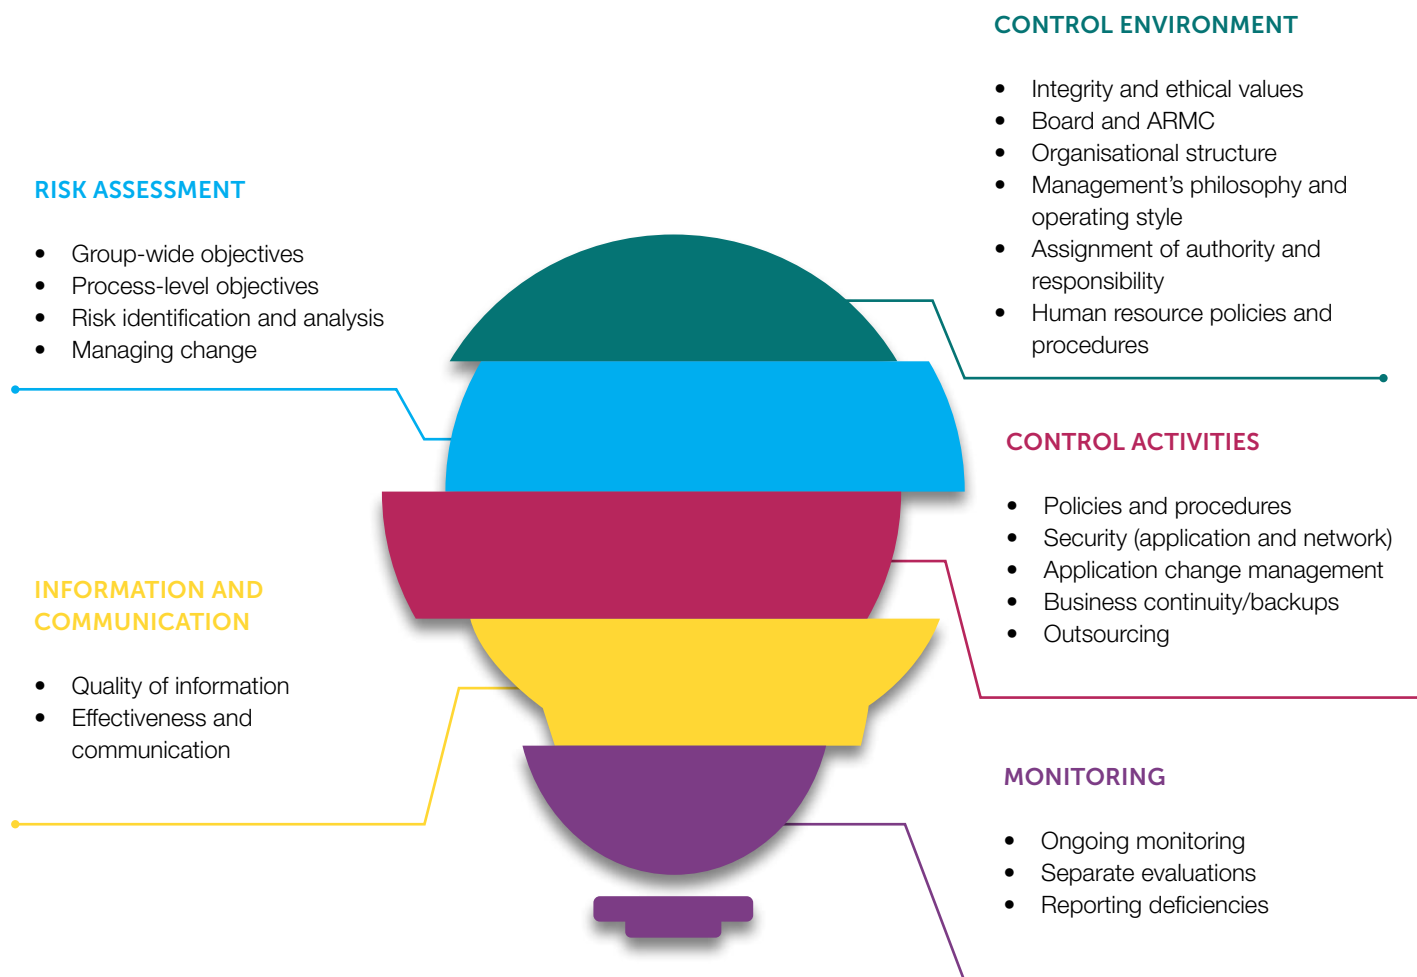 CONTROL ENVIRONMENT
• Integrity and ethical values
• Board and ARMC
• Organisational structure
• Management’s philosophy and
operating style
• Assignment of authority and
responsibility
• Human resource policies and
procedures
RISK ASSESSMENT
• Group-wide objectives
• Process-level objectives
• Risk identification and analysis
• Managing change
CONTROL ACTIVITIES
• Policies and procedures
• Security (application and network)
• Application change management
• Business continuity/backups
• Outsourcing
INFORMATION AND
COMMUNICATION
• Quality of information
• Effectiveness and
communication
MONITORING
• Ongoing monitoring
• Separate evaluations
• Reporting deficiencies